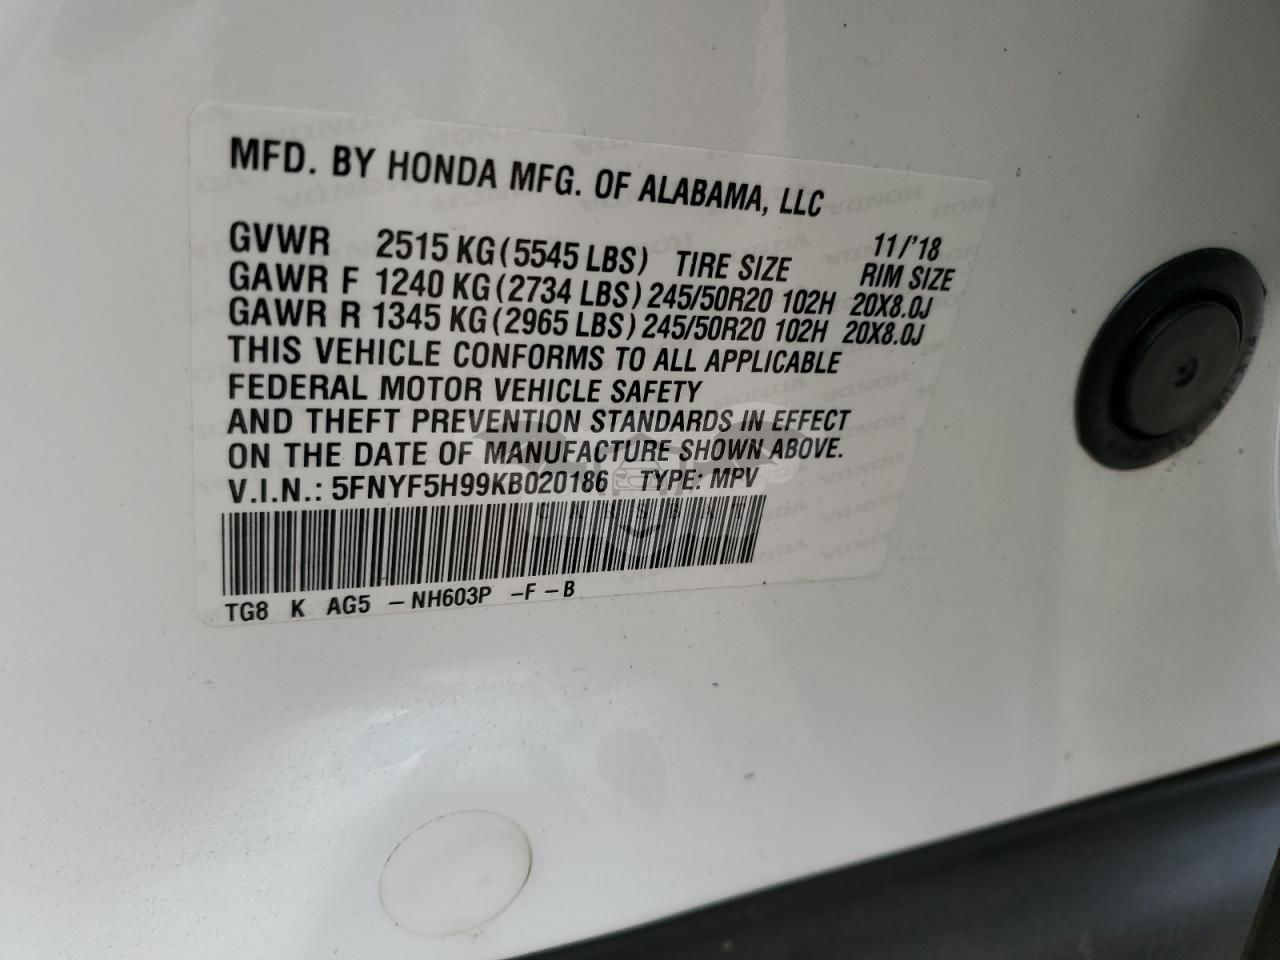 MFD. BY HONDA MFG. OF ALABAMA, LLC
11/'18
GVWR 2515 KG (5545 LBS) TIRE SIZE RIM SIZE
GAWR F 1240 KG (2734 LBS) 245/50R20 102H 20X8.0J
GAWR R 1345 KG (2965 LBS) 245/50R20 102H 20X8.0J
THIS VEHICLE CONFORMS TO ALL APPLICABLE
FEDERAL MOTOR VEHICLE SAFETY
AND THEFT PREVENTION STANDARDS IN EFFECT
ON THE DATE OF MANUFACTURE SHOWN ABOVE.
V.I.N.: 5FNYF5H99KB020186 TYPE: MPV
TG8 K AG5 -NH603P -F-B